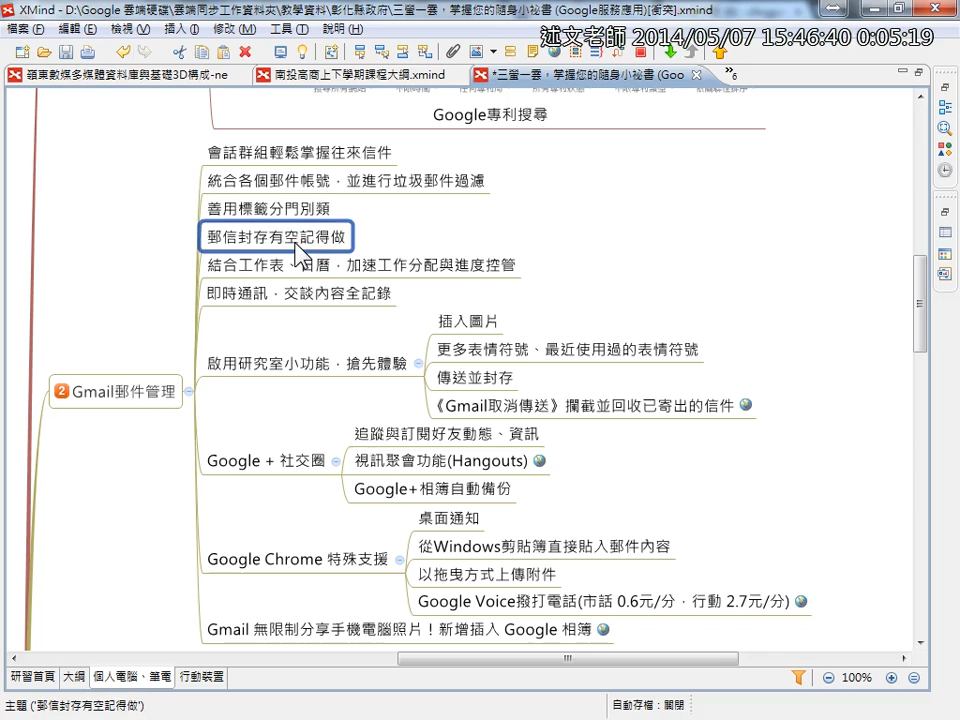 XMind - D:\Google 雲端硬碟\雲端同步工作資料夾\教學資料\彰化縣政府\三螢一雲，掌握您的隨身小祕書 (Google服務應用)[衝突].xmind
檔案(F) 編輯(E) 檢視(V) 插入(I) 修改(M) 工具(T) 說明(H)
述文老師 2014/05/07 15:46:40 0:05:19
嶺東數媒多媒體資料庫與基礎3D構成-ne
南投高商上下學期課程大綱.xmind
*三螢一雲，掌握您的隨身小祕書 (Goo
»6
Google專利搜尋
會話群組輕鬆掌握往來信件
統合各個郵件帳號，並進行垃圾郵件過濾
善用標籤分門別類
郵信封存有空記得做
結合工作表、日曆，加速工作分配與進度控管
即時通訊，交談內容全記錄
插入圖片
更多表情符號、最近使用過的表情符號
啟用研究室小功能，搶先體驗
傳送並封存
《Gmail取消傳送》攔截並回收已寄出的信件
2 Gmail郵件管理
追蹤與訂閱好友動態、資訊
Google + 社交圈
視訊聚會功能(Hangouts)
Google+相簿自動備份
桌面通知
從Windows剪貼簿直接貼入郵件內容
Google Chrome 特殊支援
以拖曳方式上傳附件
Google Voice撥打電話(市話 0.6元/分．行動 2.7元/分)
Gmail 無限制分享手機電腦照片！新增插入 Google 相簿
研習首頁 大綱 個人電腦、筆電 行動裝置
100%
主題 ('郵信封存有空記得做')
自動存檔：關閉